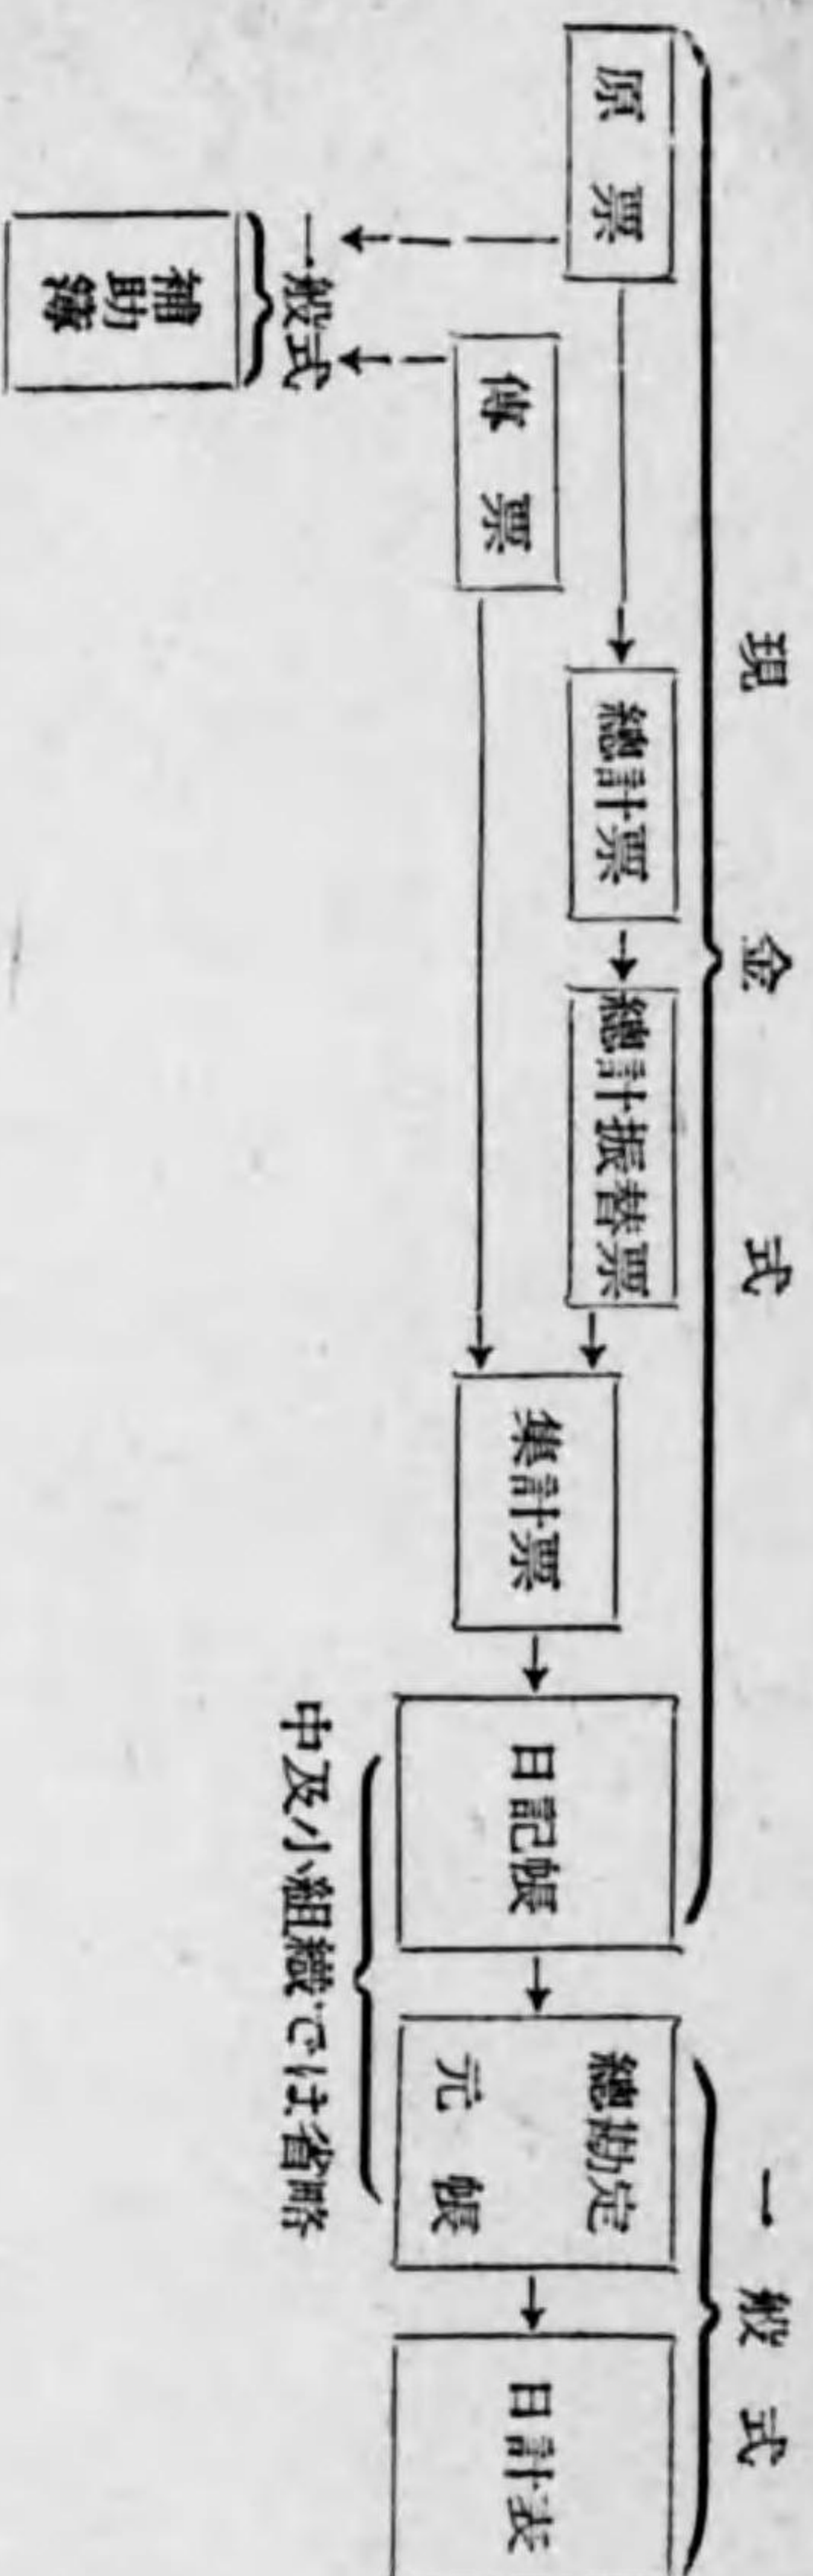 現金式
一般式
原票
總計票
總計振替票
傳票
集計票
日記帳
總勘定
元帳
日計表
一般式
補助簿
中及小組織では省略